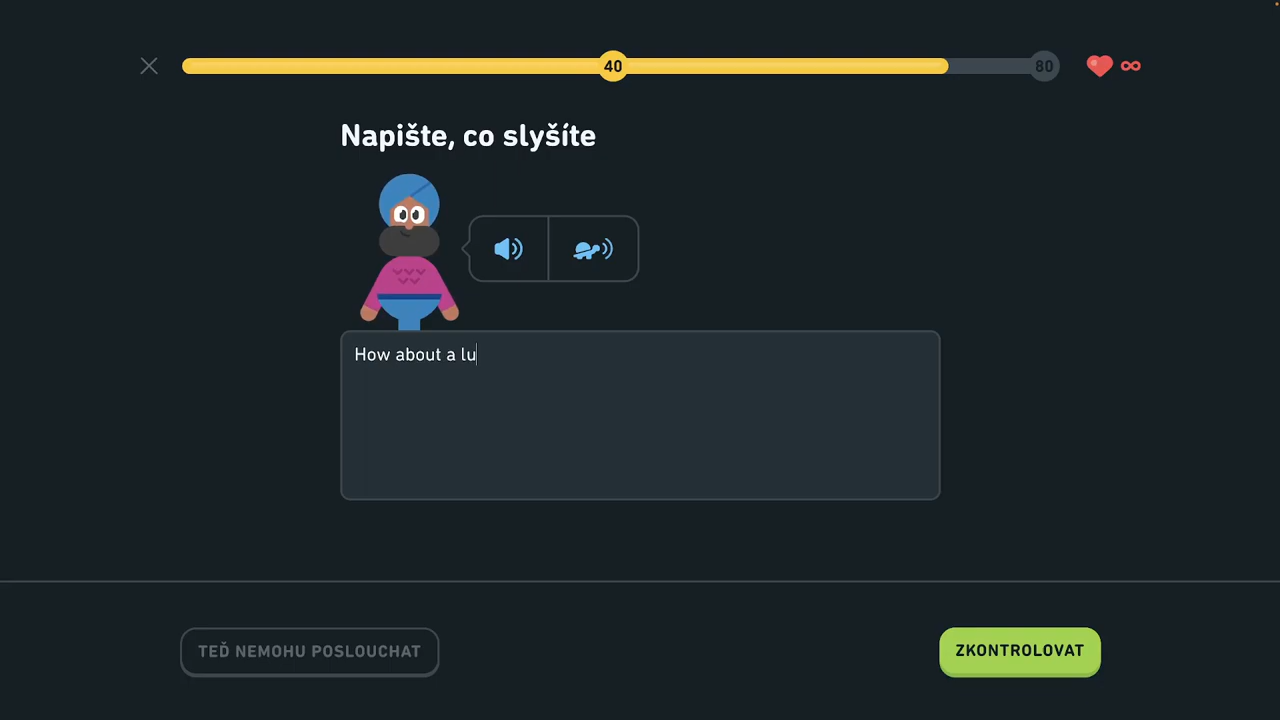 40
80
∞
Napište, co slyšíte
How about a lu
TEĎ NEMOHU POSLOUCHAT
ZKONTROLOVAT